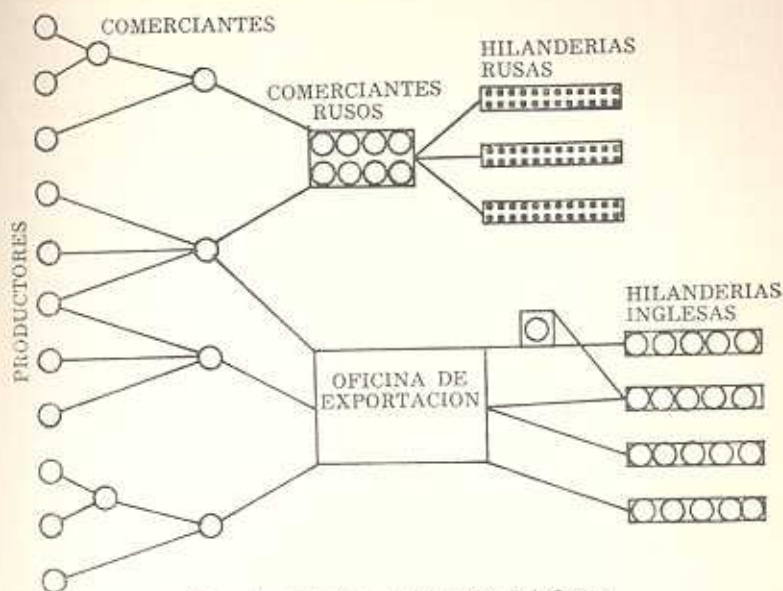 COMERCIANTES
HILANDERIAS
RUSAS
COMERCIANTES
RUSOS
PRODUCTORES
HILANDERIAS
INGLESAS
OFICINA DE
EXPORTACION